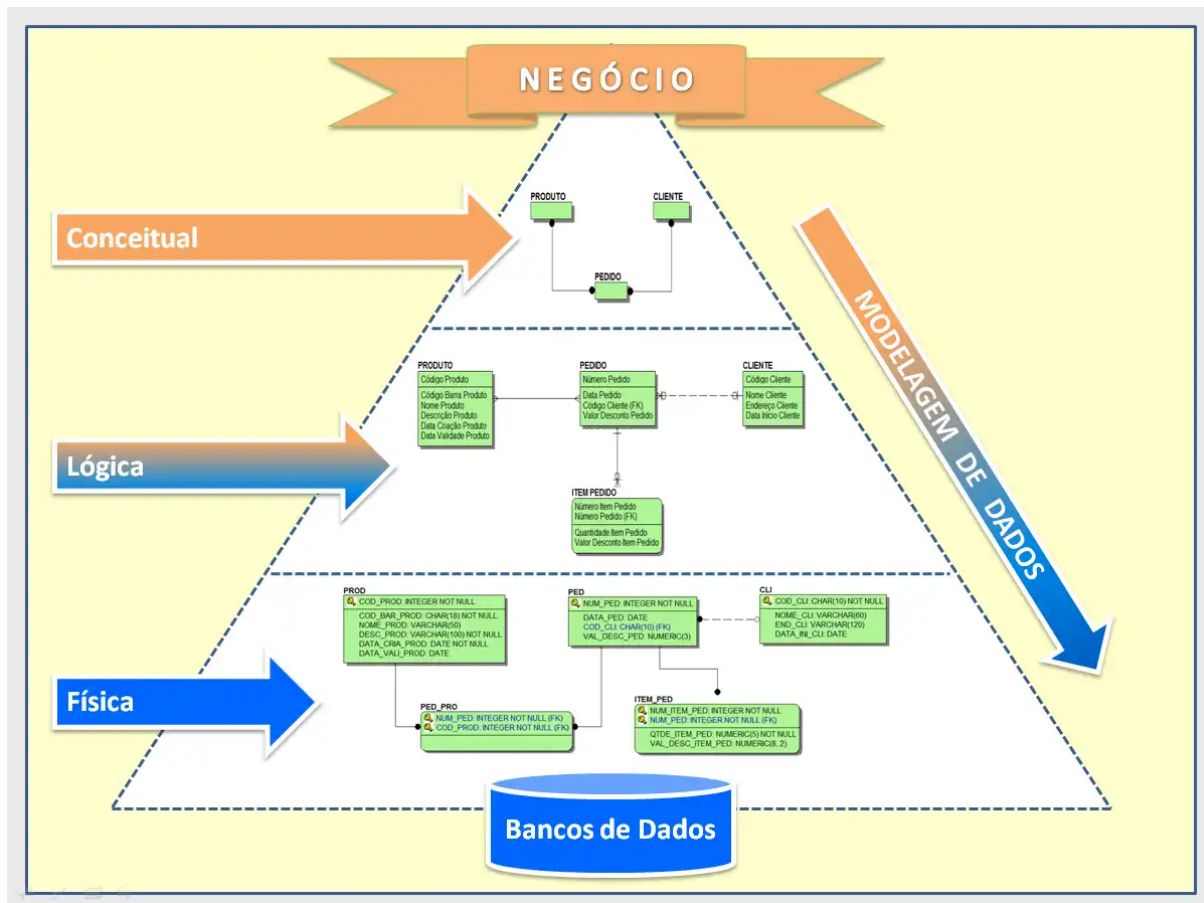 NEGÓCIO
Conceitual
PRODUTO
CLIENTE
PEDIDO
MODELAGEM DE DADOS
Lógica
PRODUTO
Código Produto
Código Barra Produto
Nome Produto
Descrição Produto
Data Criação Produto
Data Validade Produto
PEDIDO
Número Pedido
Data Pedido
Código Cliente (FK)
Valor Desconto Pedido
CLIENTE
Código Cliente
Nome Cliente
Endereço Cliente
Data Início Cliente
ITEM PEDIDO
Número Item Pedido
Número Pedido (FK)
Quantidade Item Pedido
Valor Desconto Item Pedido
Física
PROD
COD_PROD: INTEGER NOT NULL
COD_BAR_PROD: CHAR(18) NOT NULL
NOME_PROD: VARCHAR(50)
DESC_PROD: VARCHAR(100) NOT NULL
DATA_CRIA_PROD: DATE NOT NULL
DATA_VALI_PROD: DATE
PED
NUM_PED: INTEGER NOT NULL
DATA_PED: DATE
COD_CLI: CHAR(10) (FK)
VAL_DESC_PED: NUMERIC(3)
CLI
COD_CLI: CHAR(10) NOT NULL
NOME_CLI: VARCHAR(60)
END_CLI: VARCHAR(120)
DATA_INI_CLI: DATE
PED_PRO
NUM_PED: INTEGER NOT NULL (FK)
COD_PROD: INTEGER NOT NULL (FK)
ITEM_PED
NUM_ITEM_PED: INTEGER NOT NULL
NUM_PED: INTEGER NOT NULL (FK)
QTDE_ITEM_PED: NUMERIC(5) NOT NULL
VAL_DESC_ITEM_PED: NUMERIC(8, 2)
Bancos de Dados